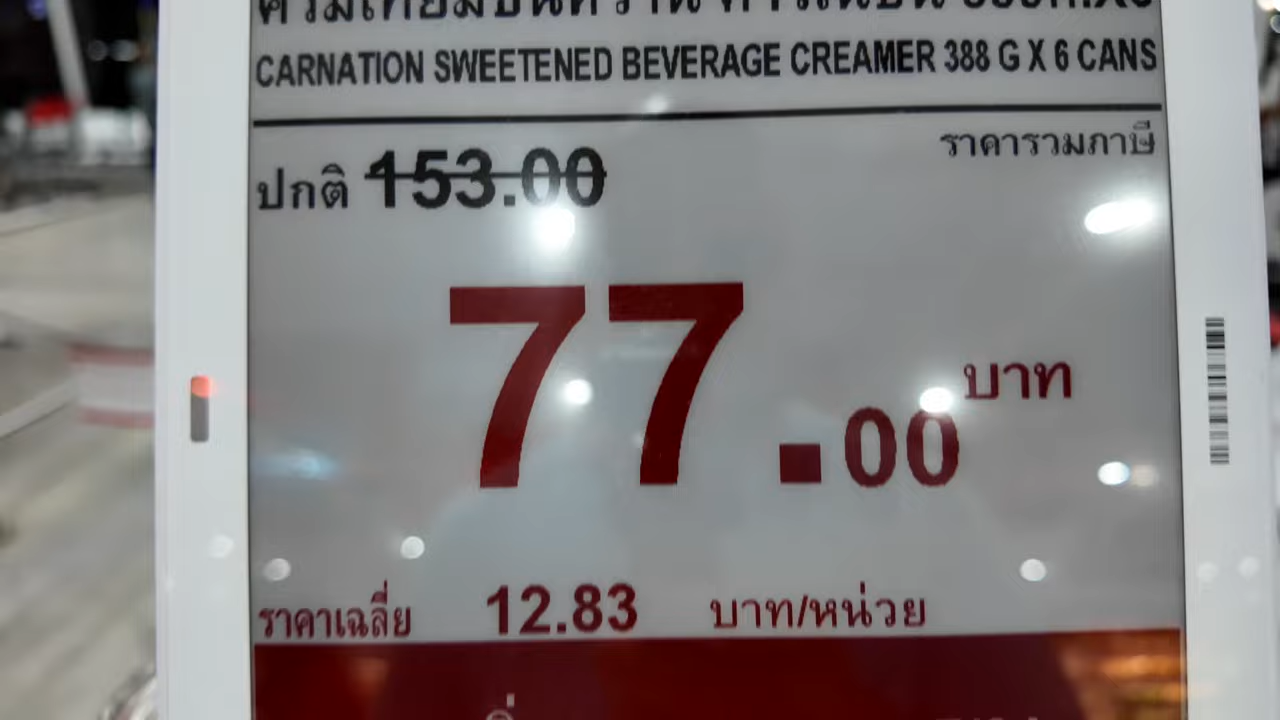 CARNATION SWEETENED BEVERAGE CREAMER 388 G X 6 CANS
ราคารวมภาษี
ปกติ 153.00
77.00 บาท
ราคาเฉลี่ย 12.83 บาท/หน่วย